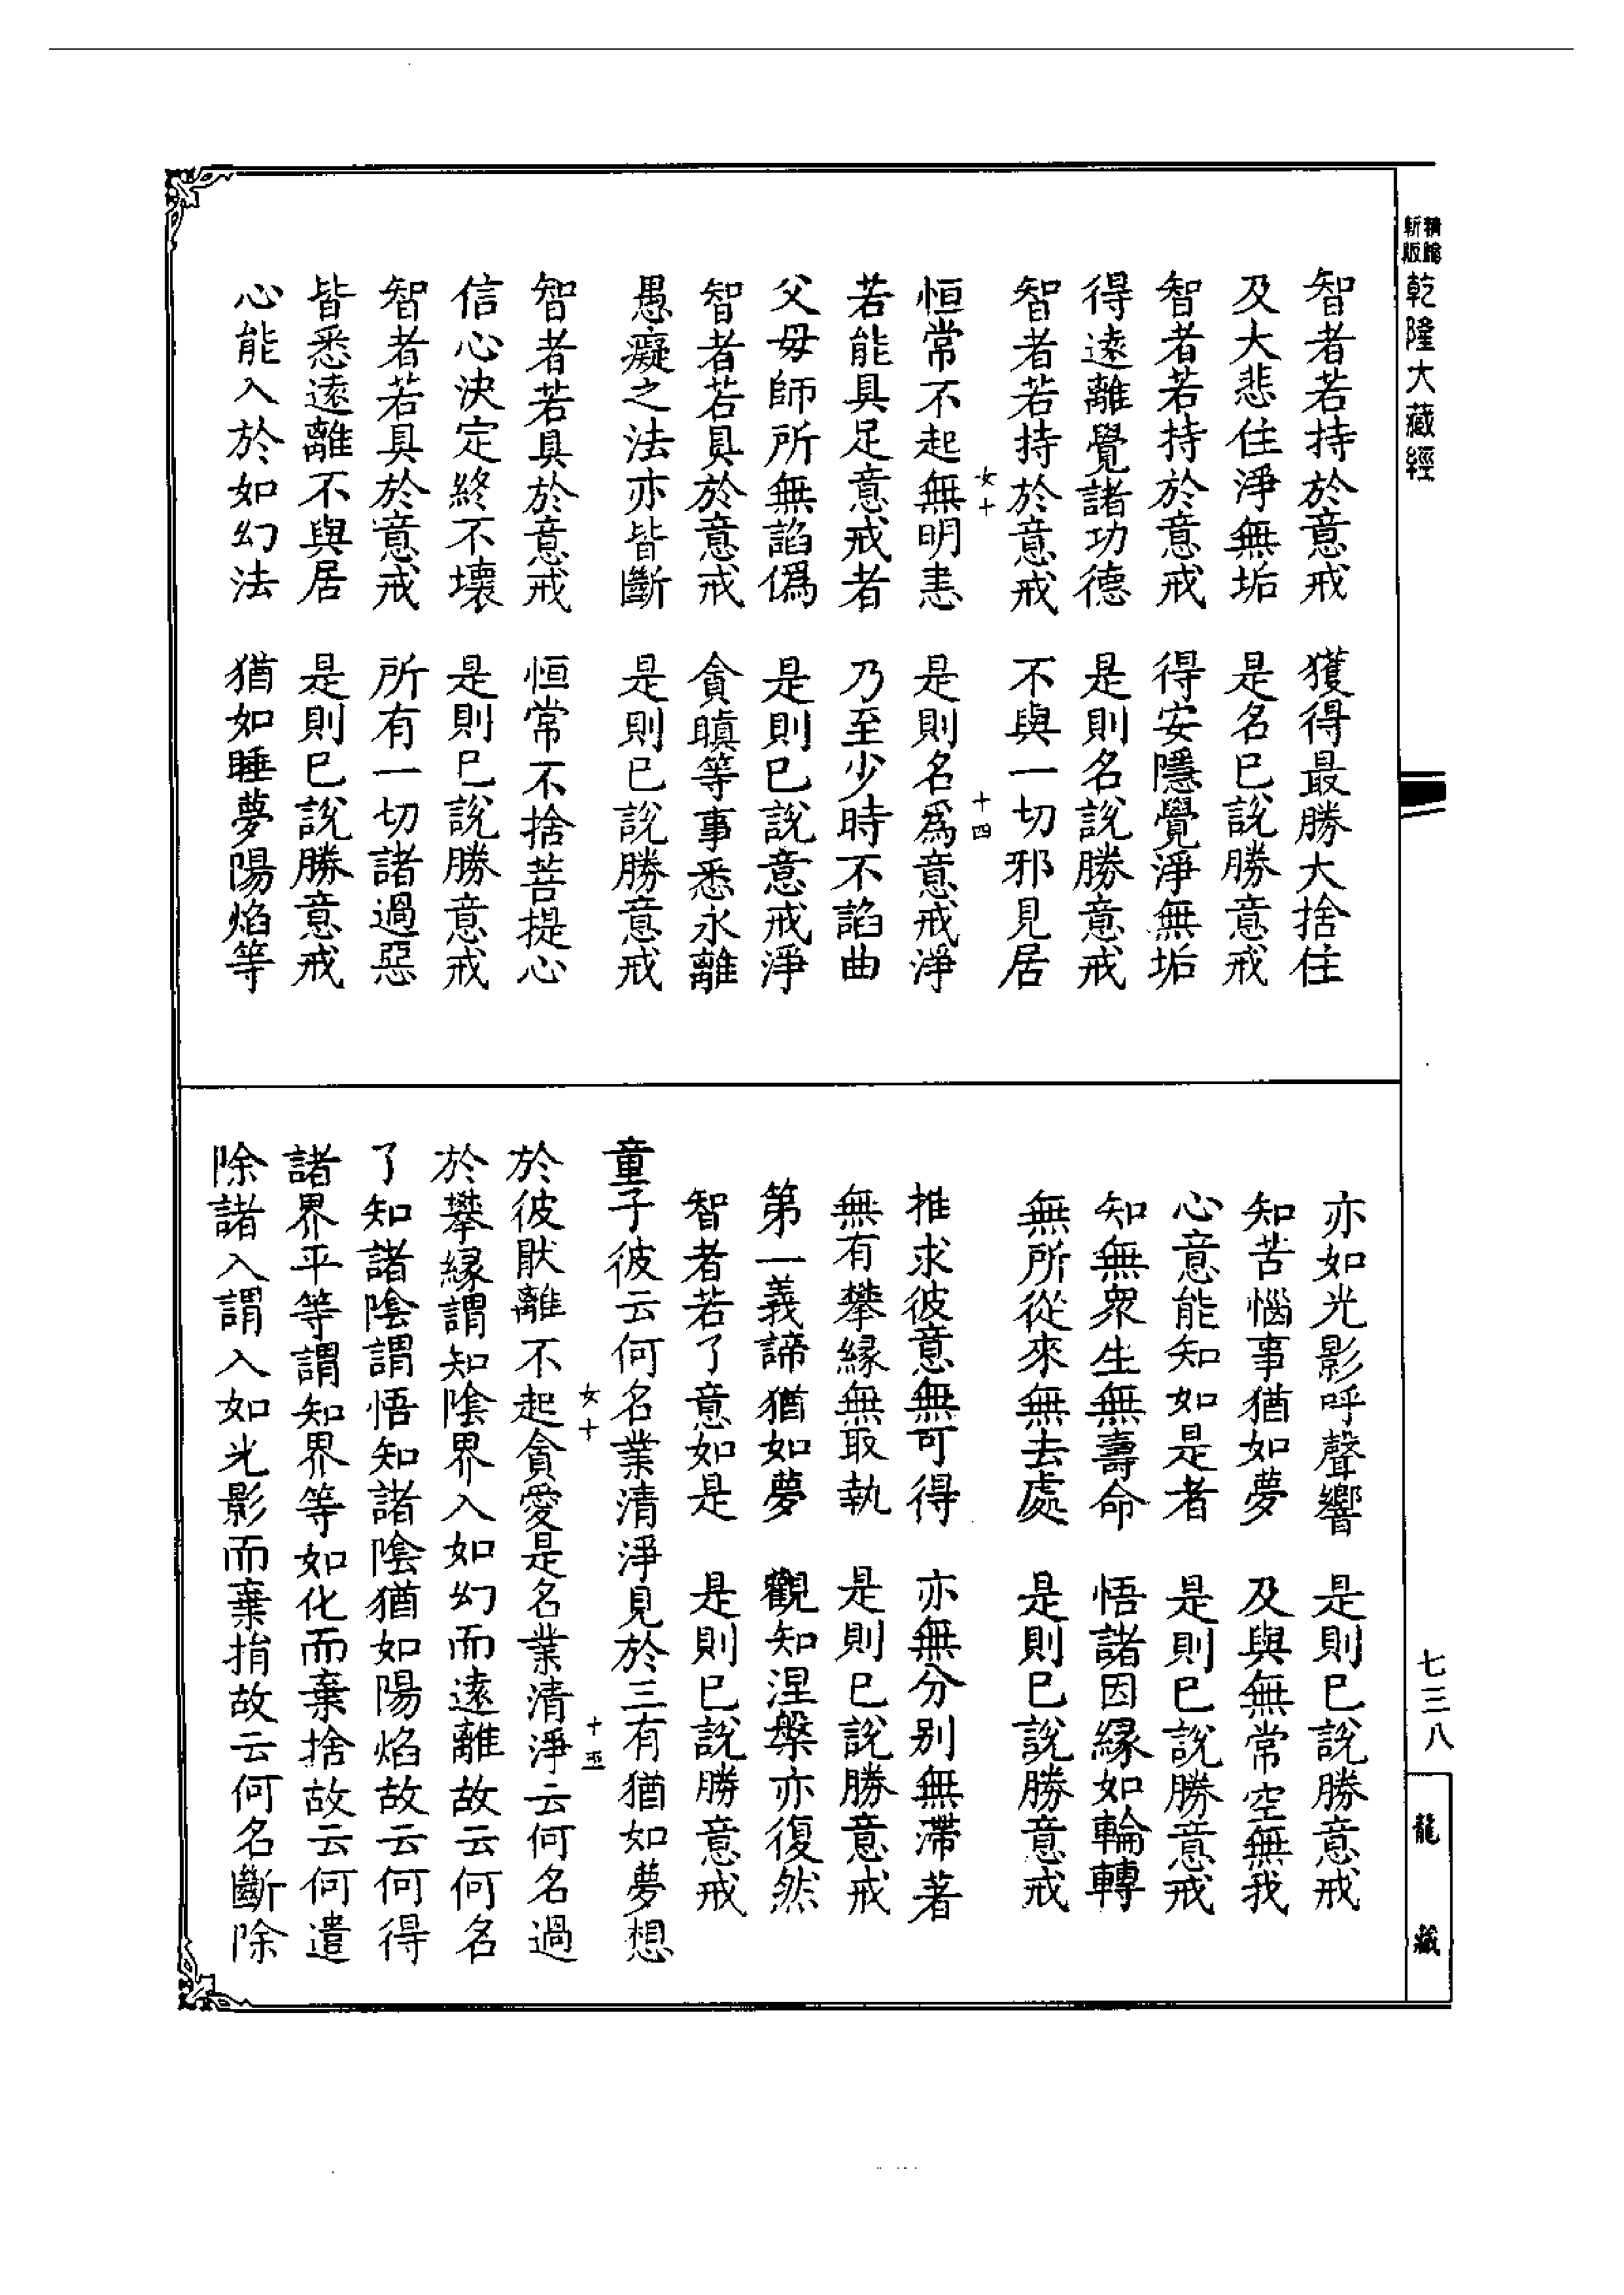 精雕
新版
乾隆大藏經
智者若持於意戒　獲得最勝大捨住
及大悲住淨無垢　是名已說勝意戒
智者若持於意戒　得安隱覺淨無垢
得遠離覺諸功德　是則名說勝意戒
智者若持於意戒　不與一切邪見居
女十　十四
恒常不起無明恚　是則名爲意戒淨
若能具足意戒者　乃至少時不諂曲
父母師所無諂僞　是則已說意戒淨
智者若具於意戒　貪瞋等事悉永離
愚癡之法亦皆斷　是則已說勝意戒
智者若具於意戒　恒常不捨菩提心
信心決定終不壞　是則已說勝意戒
智者若具於意戒　所有一切諸過惡
皆悉遠離不與居　是則已說勝意戒
心能入於如幻法　猶如睡夢陽焰等
亦如光影呼聲響　是則已說勝意戒
知苦惱事猶如夢　及與無常空無我
心意能知如是者　是則已說勝意戒
知無衆生無壽命　悟諸因緣如輪轉
無所從來無去處　是則已說勝意戒
推求彼意無可得　亦無分别無滯著
無有攀緣無取執　是則已說勝意戒
第一義諦猶如夢　觀知涅槃亦復然
智者若了意如是　是則已說勝意戒
童子彼云何名業清淨見於三有猶如夢想
女十　十五
於彼猒離不起貪愛是名業清淨云何名過
於攀緣謂知陰界入如幻而遠離故云何名
了知諸陰謂悟知諸陰猶如陽焰故云何得
諸界平等謂知界等如化而棄捨故云何遣
除諸入謂入如光影而棄捐故云何名斷除
七三八
龍藏